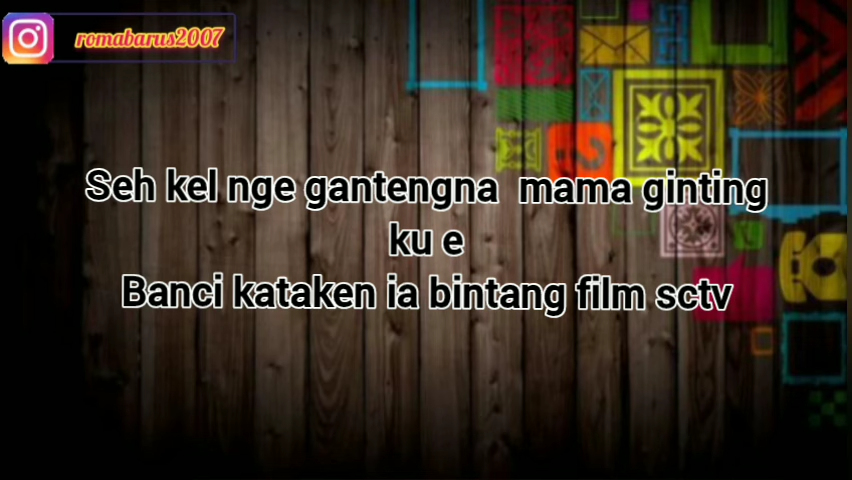 romabarus2007
Seh kel nge gantengna mama ginting
ku e
Banci kataken ia bintang film sctv